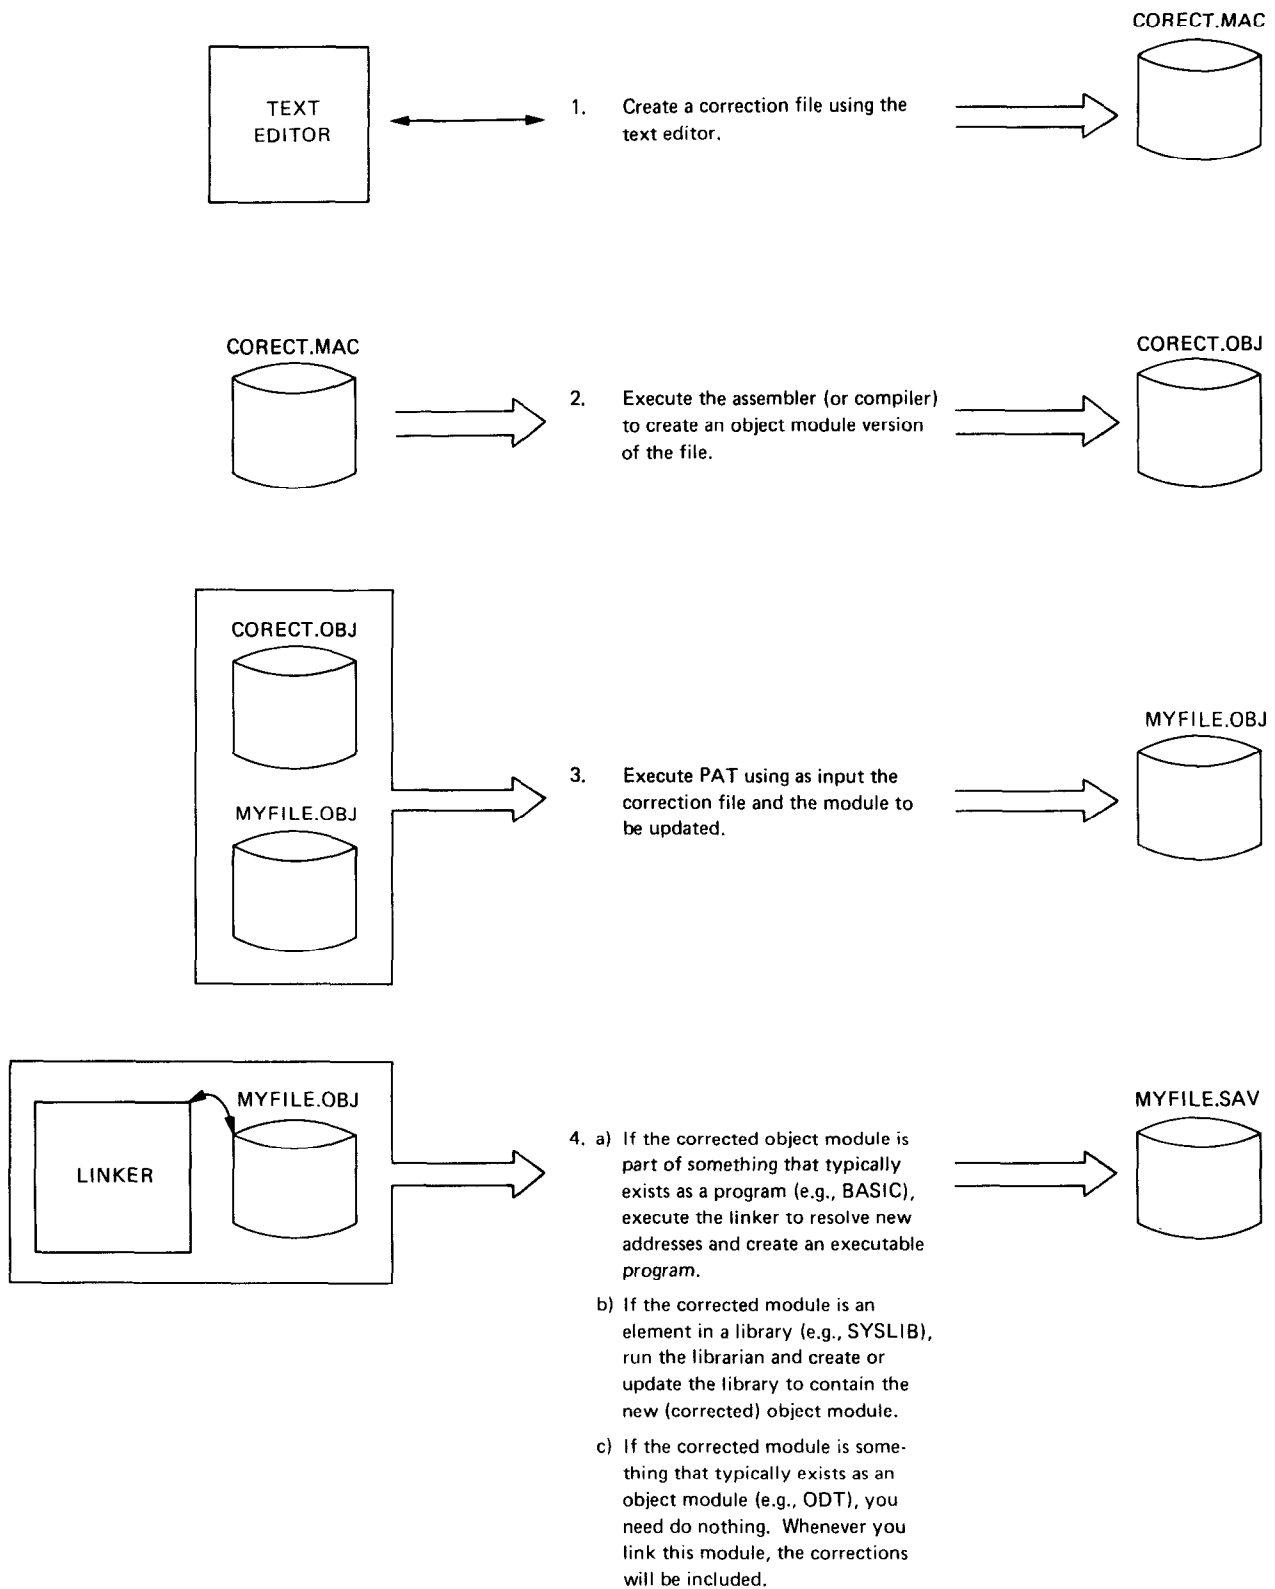 CORECT.MAC
TEXT
EDITOR
1. Create a correction file using the
text editor.
CORECT.MAC
CORECT.OBJ
2. Execute the assembler (or compiler)
to create an object module version
of the file.
CORECT.OBJ
MYFILE.OBJ
3. Execute PAT using as input the
correction file and the module to
be updated.
MYFILE.OBJ
MYFILE.OBJ
LINKER
MYFILE.SAV
4. a) If the corrected object module is
part of something that typically
exists as a program (e.g., BASIC),
execute the linker to resolve new
addresses and create an executable
program.
b) If the corrected module is an
element in a library (e.g., SYSLIB),
run the librarian and create or
update the library to contain the
new (corrected) object module.
c) If the corrected module is some-
thing that typically exists as an
object module (e.g., ODT), you
need do nothing. Whenever you
link this module, the corrections
will be included.